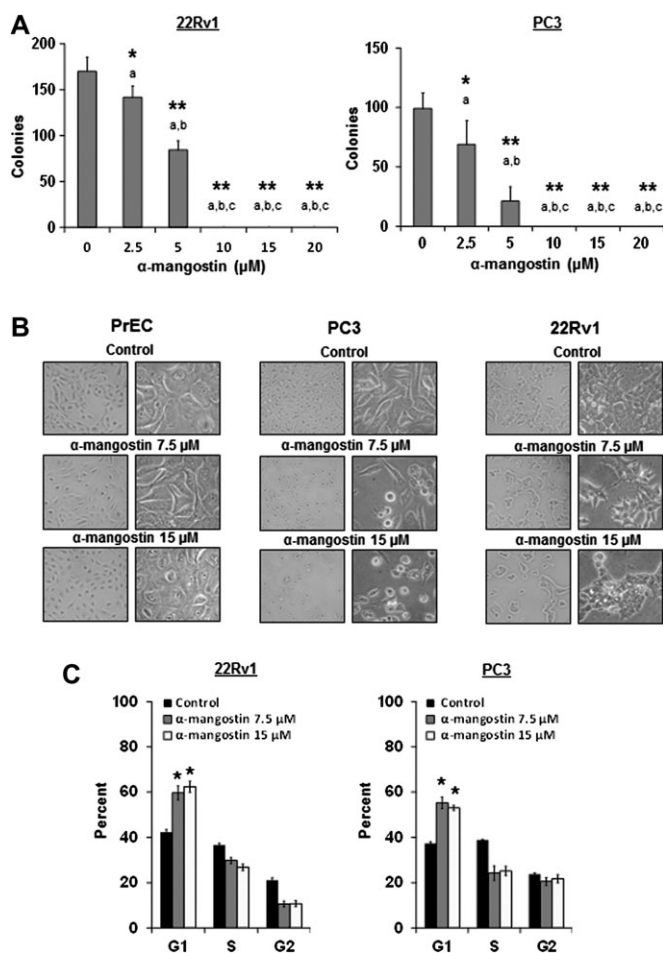 A
22Rv1
PC3
200
150
100
50
0
Colonies
*
a
**
a,b
**
a,b,c
**
a,b,c
**
a,b,c
0 2.5 5 10 15 20
α-mangostin (μM)
150
100
50
0
Colonies
*
a
**
a,b
**
a,b,c
**
a,b,c
**
a,b,c
0 2.5 5 10 15 20
α-mangostin (μM)
B
PrEC
Control
α-mangostin 7.5 μM
α-mangostin 15 μM
PC3
Control
α-mangostin 7.5 μM
α-mangostin 15 μM
22Rv1
Control
α-mangostin 7.5 μM
α-mangostin 15 μM
C
22Rv1
100
80
60
40
20
0
Percent
Control
α-mangostin 7.5 μM
α-mangostin 15 μM
* *
G1 S G2
PC3
100
80
60
40
20
0
Percent
Control
α-mangostin 7.5 μM
α-mangostin 15 μM
* *
G1 S G2